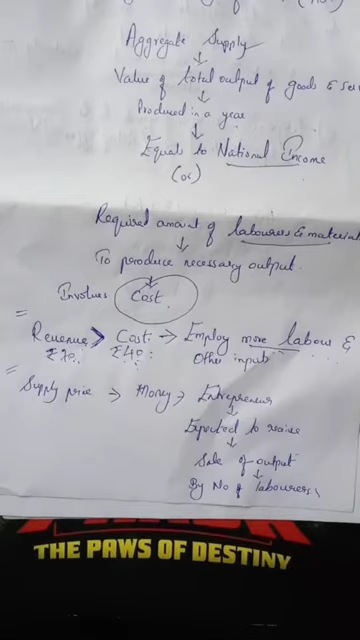 Aggregate Supply
↓
Value of total output of goods &
↓
Produced in a year
↓
Equal to National Income
(or)
Required amount of labourers & material
↓
To produce necessary output.
↓
Involves Cost.
=
Revenue > Cost → Employ more labour &
₹70.. ₹40. Other inputs
=
Supply price → Money → Entrepreneur
↓
Expected to receive
↓
Sale of output
↓
By No of labourers
THE PAWS OF DESTINY